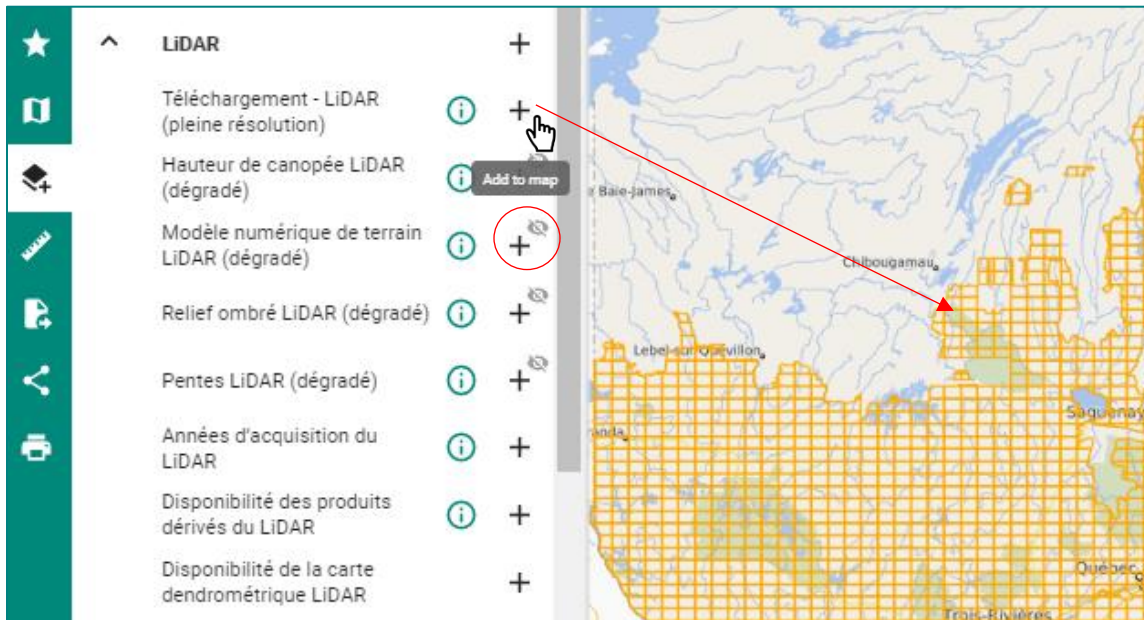 LiDAR
Téléchargement - LiDAR
(pleine résolution)
Hauteur de canopée LiDAR
(dégradé)
Add to map
Modèle numérique de terrain
LiDAR (dégradé)
Relief ombré LiDAR (dégradé)
Pentes LiDAR (dégradé)
Années d'acquisition du
LiDAR
Disponibilité des produits
dérivés du LiDAR
Disponibilité de la carte
dendrométrique LiDAR
Baie-James
Chibougamau
Lebel-sur-Quévillon
anda
Saguenay
Québec
Trois-Rivières